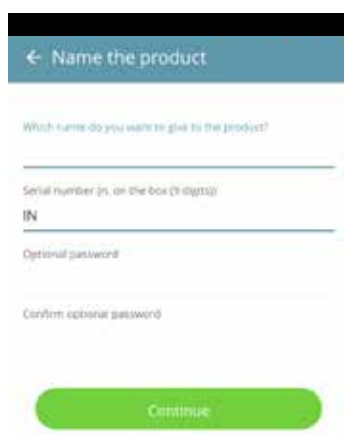 ← Name the product
Which name do you want to give to the product?
Serial number (n. on the box (9 digits))
IN
Optional password
Confirm optional password
Continue